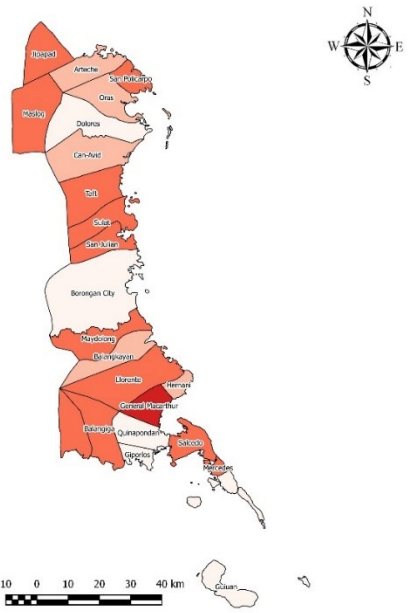 N
W E
S
Jipapad
Arteche
San Policarpo
Oras
Maslog
Dolores
Can-Avid
Taft
Sulat
San Julian
Borongan City
Maydolong
Balangkayan
Llorente
Hernani
General Macarthur
Balangiga
Quinapondan
Salcedo
Giporlos
Mercedes
Guiuan
10 0 10 20 30 40 km